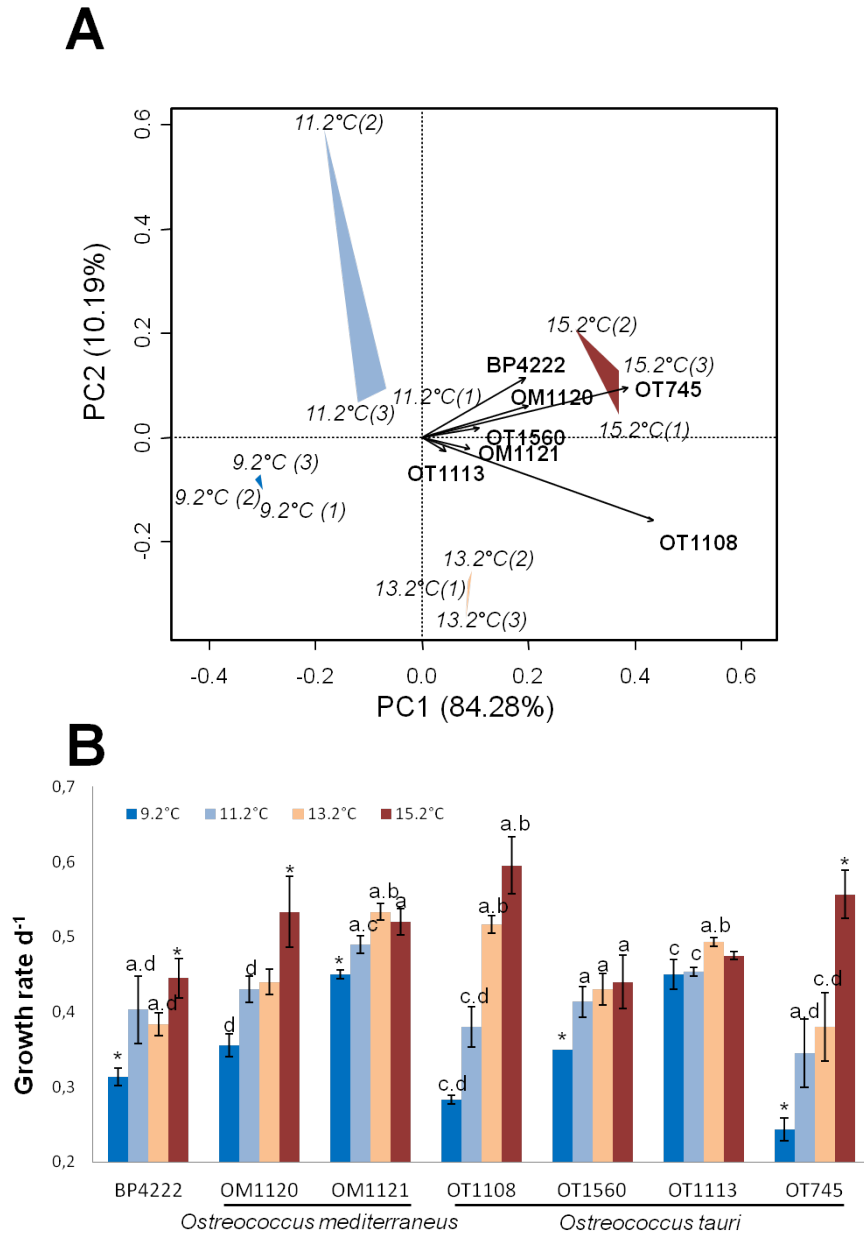 A
0.6
0.4
0.2
0.0
-0.2
PC2 (10.19%)
11.2°C(2)
15.2°C(2)
BP4222
15.2°C(3)
11.2°C(1)
OM1120
OT745
11.2°C(3)
15.2°C(1)
OT1560
9.2°C (3)
OM1121
OT1113
9.2°C (2)
9.2°C (1)
OT1108
13.2°C(2)
13.2°C(1)
13.2°C(3)
-0.4 -0.2 0.0 0.2 0.4 0.6
PC1 (84.28%)
B
0,7
0,6
0,5
0,4
0,3
0,2
Growth rate d-1
9.2°C 11.2°C 13.2°C 15.2°C
* a.d a.d *
d d *
* a.c a.b a
c.d c.d a.b a.b
* a a a
c c a.b
* a.d c.d *
BP4222 OM1120 OM1121 OT1108 OT1560 OT1113 OT745
Ostreococcus mediterraneus Ostreococcus tauri